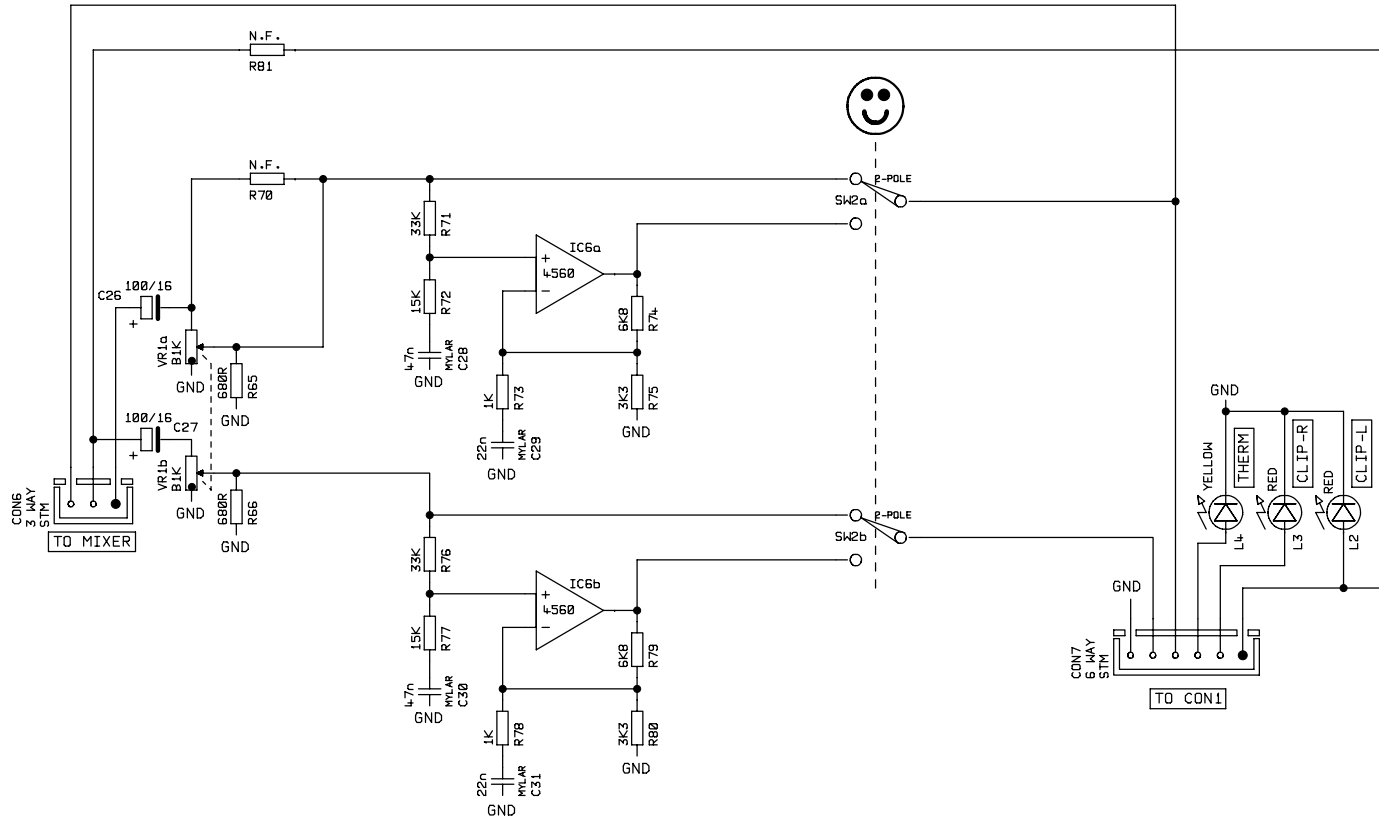 N.F.
R81
N.F.
R70
2-POLE
SW2a
33K
R71
IC6a
+
4560
−
15K
R72
C26
100/16
+
6K8
R74
VR1a
B1K
47n
MYLAR
C28
GND
GND
680R
R65
GND
1K
R73
3K3
R75
GND
22n
MYLAR
C29
GND
100/16
C27
+
VR1b
B1K
GND
680R
R66
GND
CON6
3 WAY
STM
TO MIXER
2-POLE
SW2b
33K
R76
IC6b
+
4560
−
15K
R77
6K8
R79
47n
MYLAR
C30
GND
1K
R78
3K3
R80
GND
22n
MYLAR
C31
GND
GND
YELLOW
THERM
RED
CLIP-R
RED
CLIP-L
L4
L3
L2
GND
CON7
6 WAY
STM
TO CON1